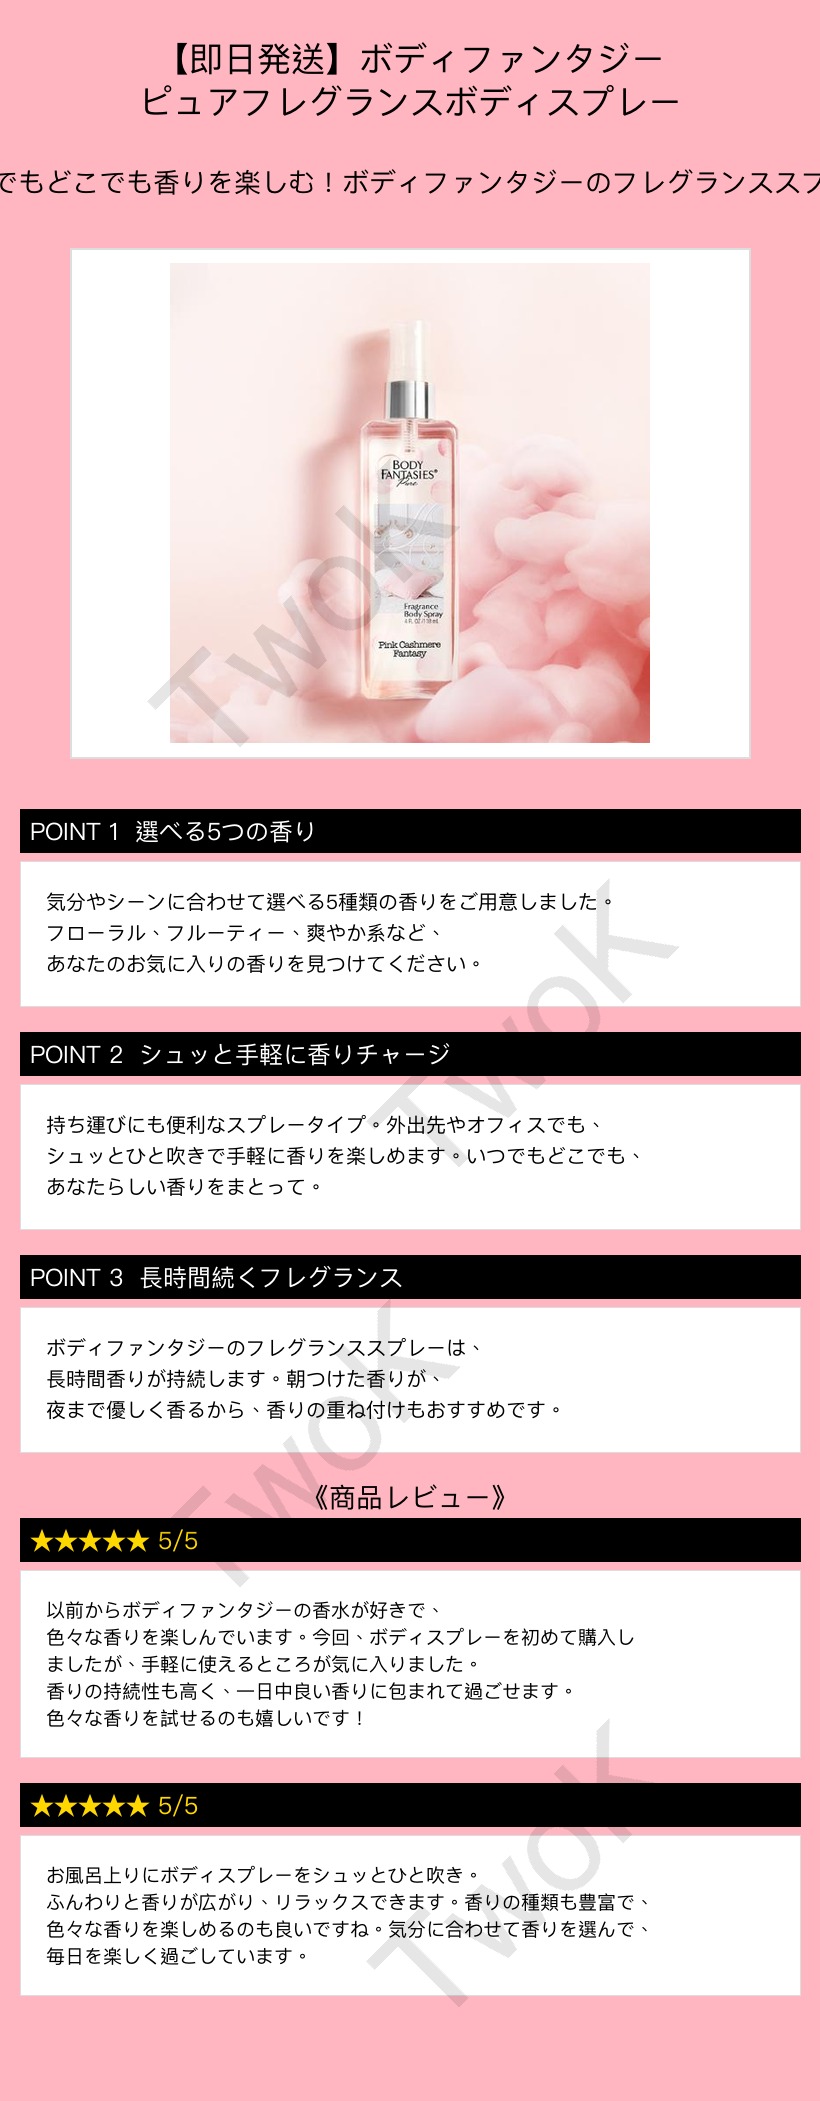 【即日発送】ボディファンタジー
ピュアフレグランスボディスプレー
でもどこでも香りを楽しむ！ボディファンタジーのフレグランススプ
BODY
FANTASIES®
Pure
Fragrance
Body Spray
4 FL OZ/118 ml
Pink Cashmere
Fantasy
TwoK
POINT 1 選べる5つの香り
気分やシーンに合わせて選べる5種類の香りをご用意しました。
フローラル、フルーティー、爽やか系など、
あなたのお気に入りの香りを見つけてください。
TwoK
POINT 2 シュッと手軽に香りチャージ
持ち運びにも便利なスプレータイプ。外出先やオフィスでも、
シュッとひと吹きで手軽に香りを楽しめます。いつでもどこでも、
あなたらしい香りをまとって。
POINT 3 長時間続くフレグランス
ボディファンタジーのフレグランススプレーは、
長時間香りが持続します。朝つけた香りが、
夜まで優しく香るから、香りの重ね付けもおすすめです。
TwoK
《商品レビュー》
★★★★★ 5/5
以前からボディファンタジーの香水が好きで、
色々な香りを楽しんでいます。今回、ボディスプレーを初めて購入し
ましたが、手軽に使えるところが気に入りました。
香りの持続性も高く、一日中良い香りに包まれて過ごせます。
色々な香りを試せるのも嬉しいです！
★★★★★ 5/5
お風呂上りにボディスプレーをシュッとひと吹き。
ふんわりと香りが広がり、リラックスできます。香りの種類も豊富で、
色々な香りを楽しめるのも良いですね。気分に合わせて香りを選んで、
毎日を楽しく過ごしています。
TwoK